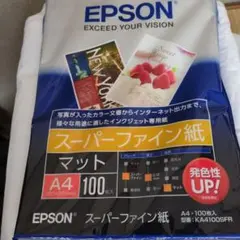 EPSON
EXCEED YOUR VISION
写真が入ったカラー文書からインターネット出力まで、
様々な用途に適したインクジェット専用紙
スーパーファイン紙
マット
A4
100枚
発色性
UP!
EPSON
スーパーファイン紙
A4・100枚入
型番:KA4100SFR